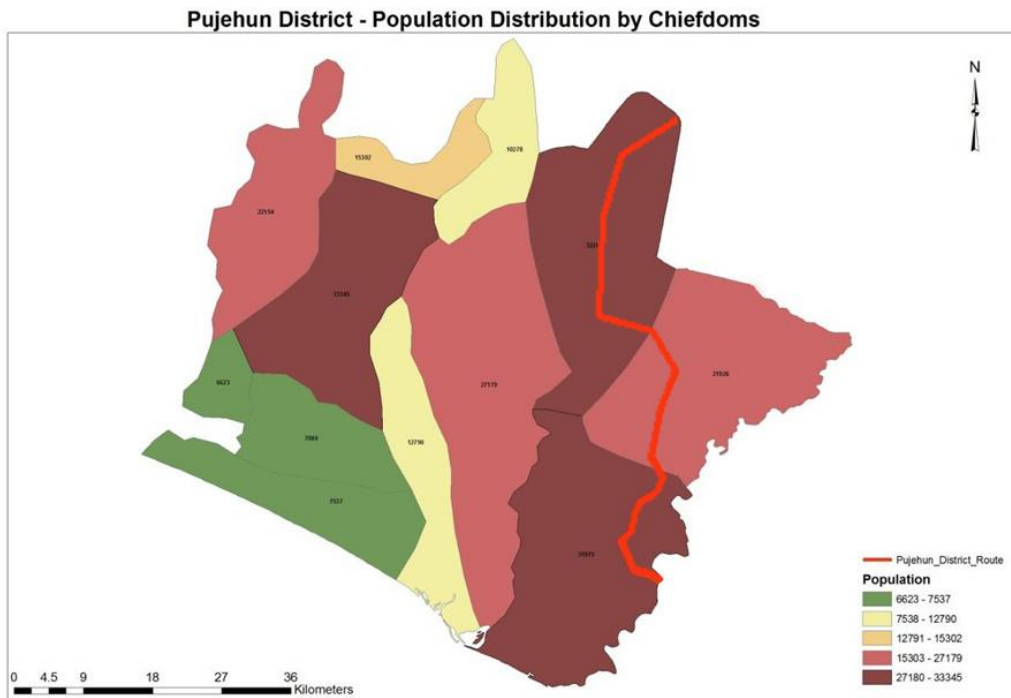 Pujehun District - Population Distribution by Chiefdoms
N
15302
10278
22154
33345
21926
6623
27179
12790
7537
Pujehun_District_Route
Population
6623 - 7537
7538 - 12790
12791 - 15302
15303 - 27179
27180 - 33345
0 4.5 9 18 27 36
Kilometers